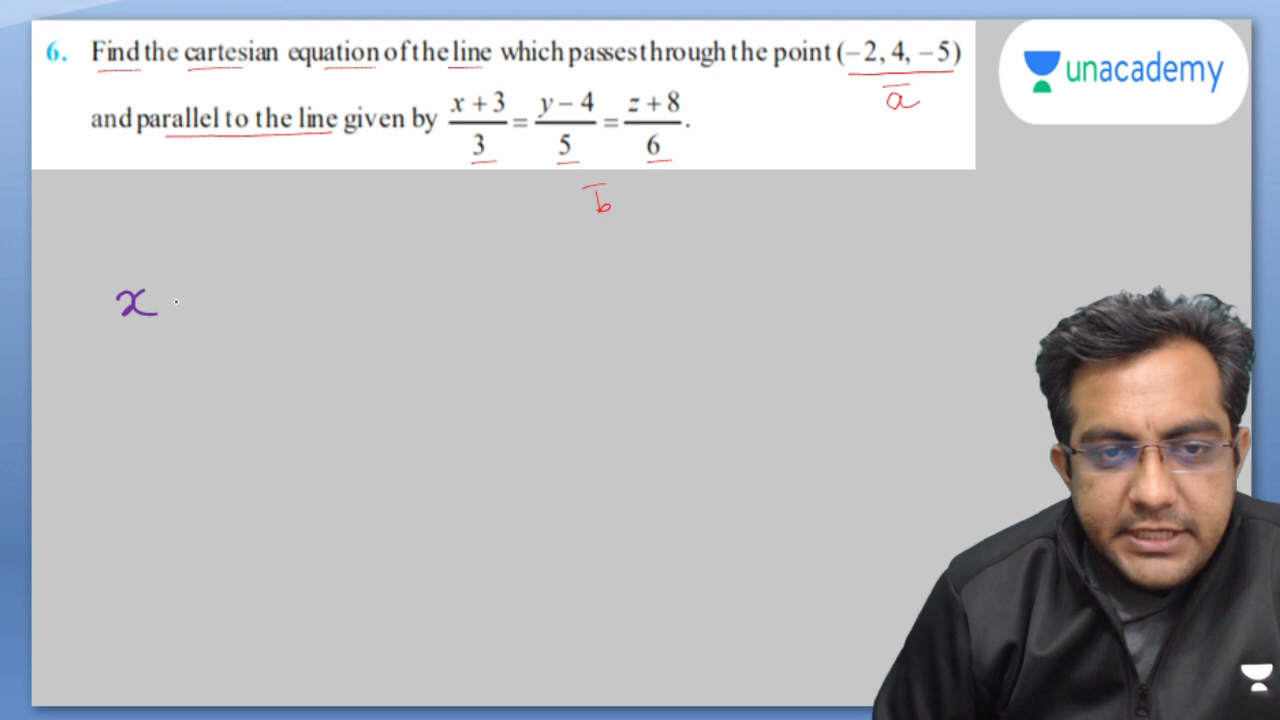 6. Find the cartesian equation of the line which passes through the point (–2, 4, –5)
a̅
and parallel to the line given by (x + 3)/3 = (y – 4)/5 = (z + 8)/6.
b̅
x
unacademy